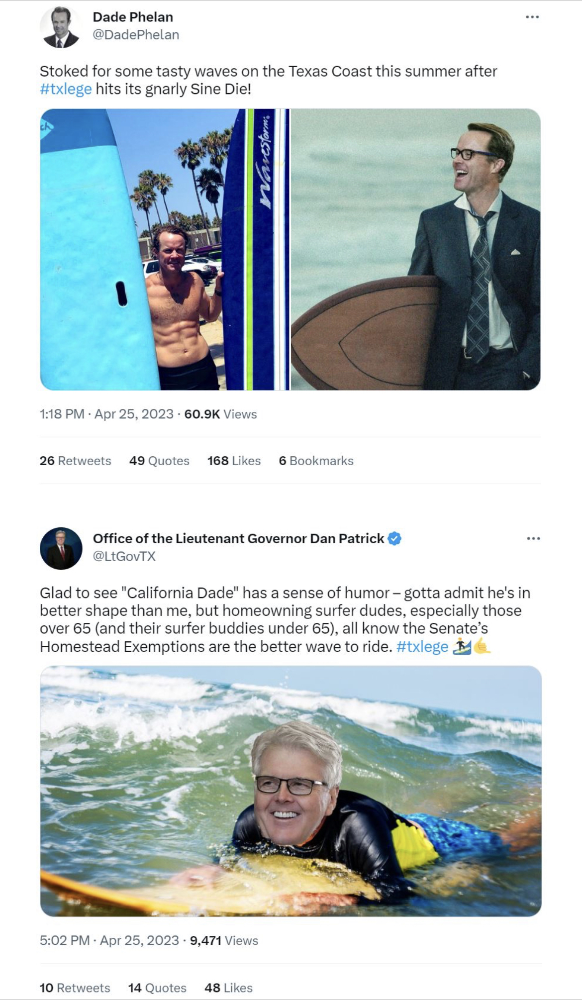 Dade Phelan
@DadePhelan
Stoked for some tasty waves on the Texas Coast this summer after
#txlege hits its gnarly Sine Die!
ch
Wavestorm
1:18 PM · Apr 25, 2023 · 60.9K Views
26 Retweets 49 Quotes 168 Likes 6 Bookmarks
Office of the Lieutenant Governor Dan Patrick
@LtGovTX
Glad to see "California Dade" has a sense of humor – gotta admit he's in
better shape than me, but homeowning surfer dudes, especially those
over 65 (and their surfer buddies under 65), all know the Senate’s
Homestead Exemptions are the better wave to ride. #txlege 🏄🤙
5:02 PM · Apr 25, 2023 · 9,471 Views
10 Retweets 14 Quotes 48 Likes